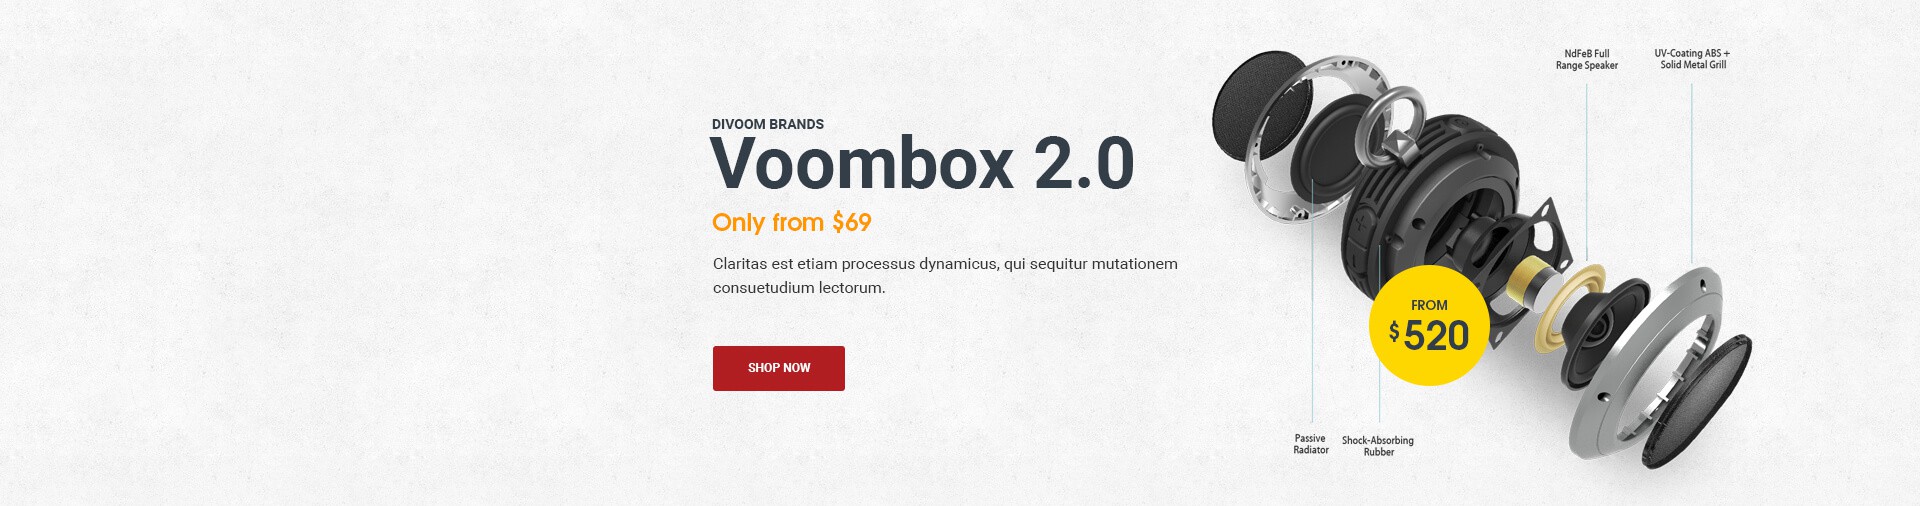 DIVOOM BRANDS
Voombox 2.0
Only from $69
Claritas est etiam processus dynamicus, qui sequitur mutationem
consuetudium lectorum.
SHOP NOW
NdFeB Full
Range Speaker
UV-Coating ABS +
Solid Metal Grill
FROM
$520
Passive
Radiator
Shock-Absorbing
Rubber